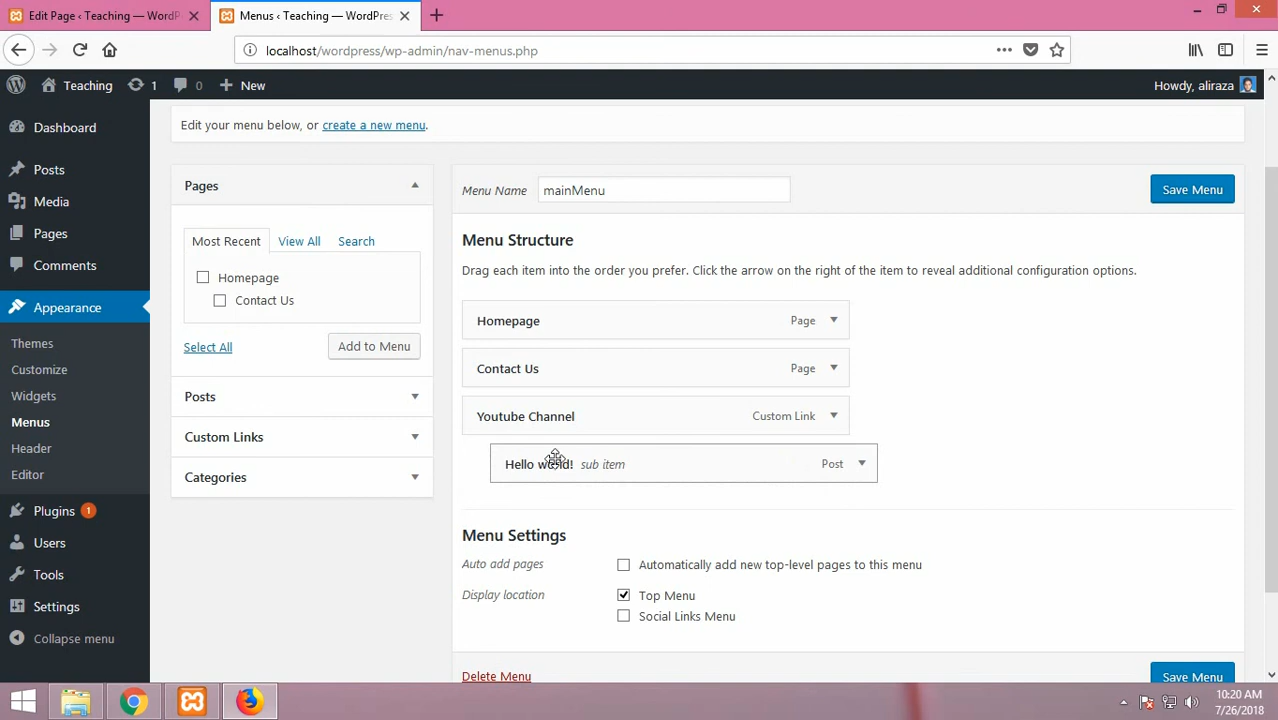 Edit Page ‹ Teaching — WordP
Menus ‹ Teaching — WordPres
localhost/wordpress/wp-admin/nav-menus.php
Teaching
1
0
New
Howdy, aliraza
Dashboard
Posts
Media
Pages
Comments
Appearance
Themes
Customize
Widgets
Menus
Header
Editor
Plugins 1
Users
Tools
Settings
Collapse menu
Edit your menu below, or create a new menu.
Pages
Most Recent
View All
Search
Homepage
Contact Us
Select All
Add to Menu
Posts
Custom Links
Categories
Menu Name
mainMenu
Save Menu
Menu Structure
Drag each item into the order you prefer. Click the arrow on the right of the item to reveal additional configuration options.
Homepage Page
Contact Us Page
Youtube Channel Custom Link
Hello world! sub item Post
Menu Settings
Auto add pages
Automatically add new top-level pages to this menu
Display location
Top Menu
Social Links Menu
Delete Menu
Save Menu
10:20 AM
7/26/2018